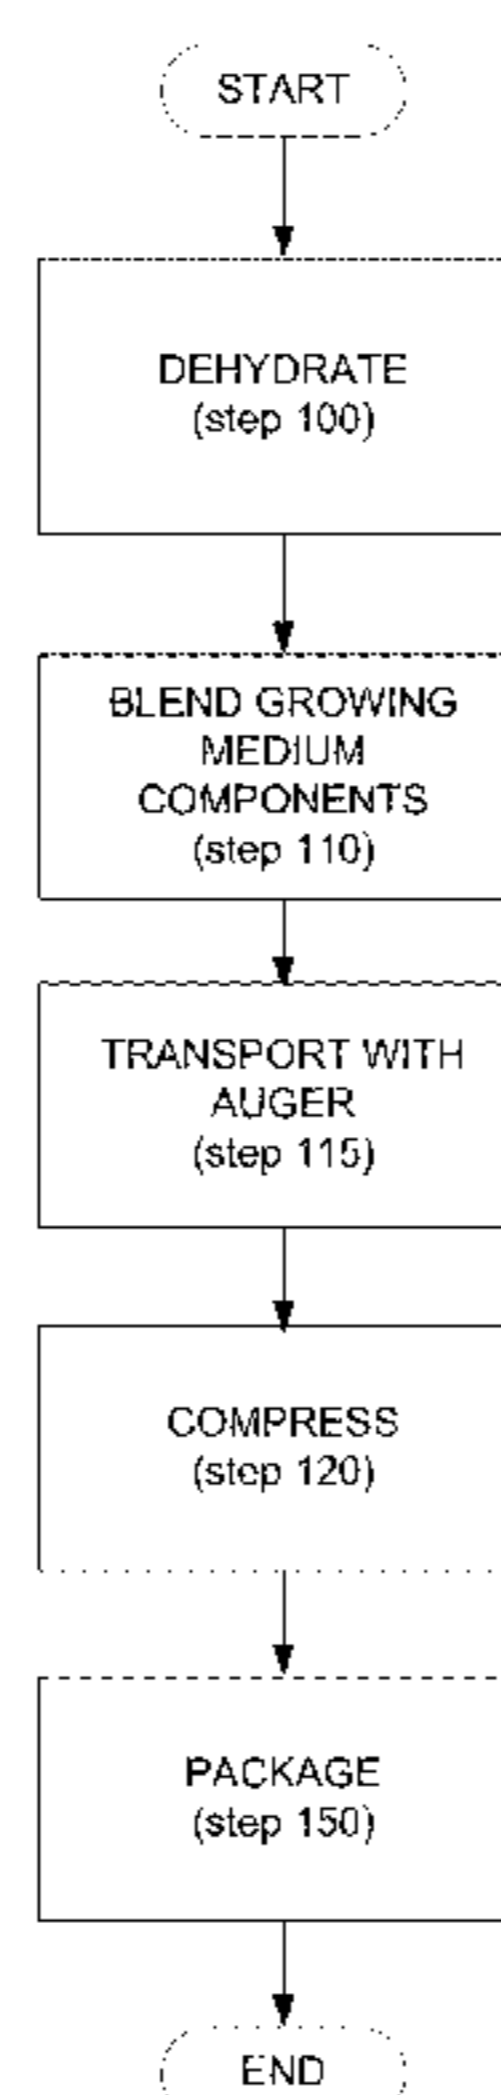 START
DEHYDRATE
(step 100)
BLEND GROWING
MEDIUM
COMPONENTS
(step 110)
TRANSPORT WITH
AUGER
(step 115)
COMPRESS
(step 120)
PACKAGE
(step 150)
END